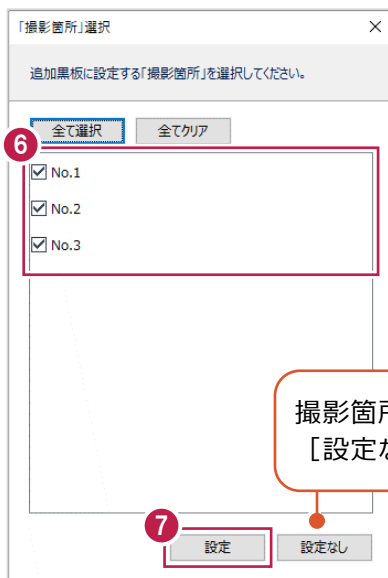 「撮影箇所」選択
追加黒板に設定する「撮影箇所」を選択してください。
全て選択 全てクリア
6
No.1
No.2
No.3
撮影箇
［設定な
7
設定 設定なし